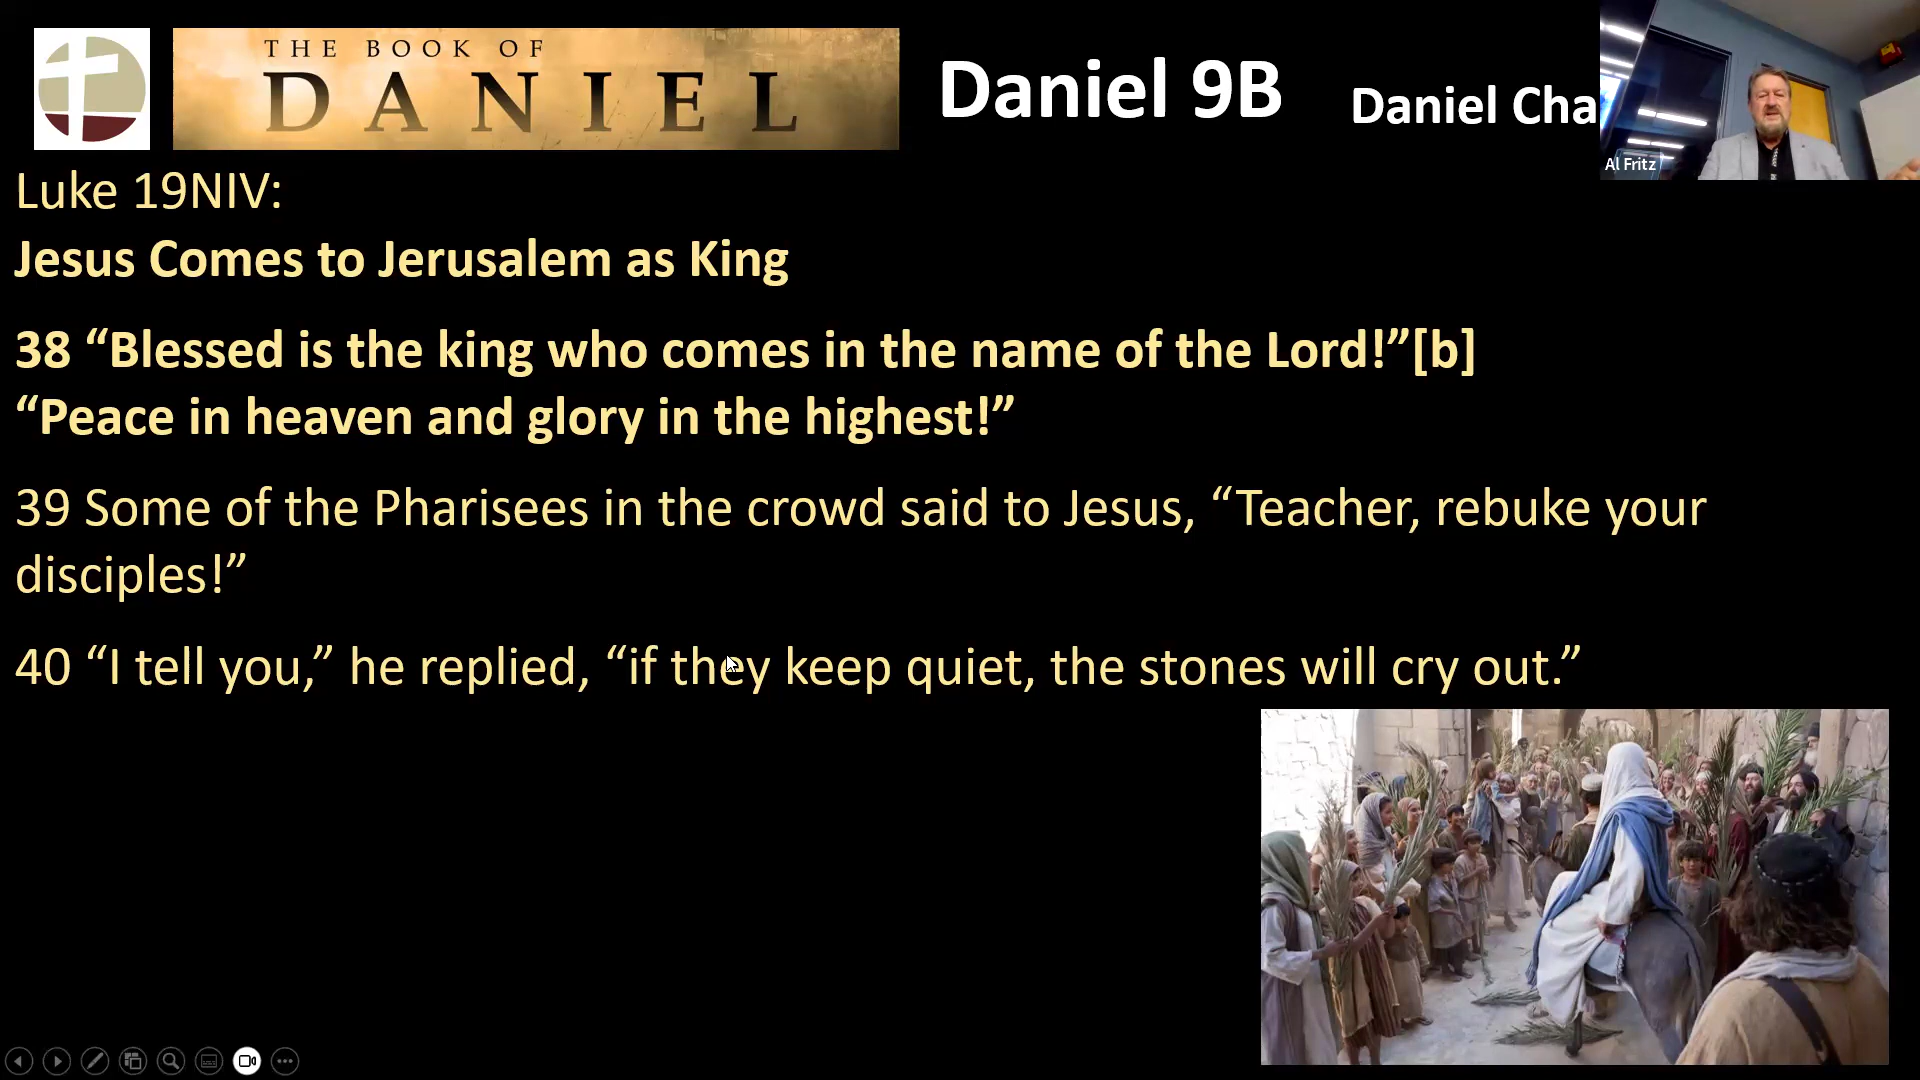 THE BOOK OF
DANIEL
Daniel 9B
Daniel Cha
Al Fritz
Luke 19NIV:
Jesus Comes to Jerusalem as King
38 “Blessed is the king who comes in the name of the Lord!”[b]
“Peace in heaven and glory in the highest!”
39 Some of the Pharisees in the crowd said to Jesus, “Teacher, rebuke your
disciples!”
40 “I tell you,” he replied, “if they keep quiet, the stones will cry out.”